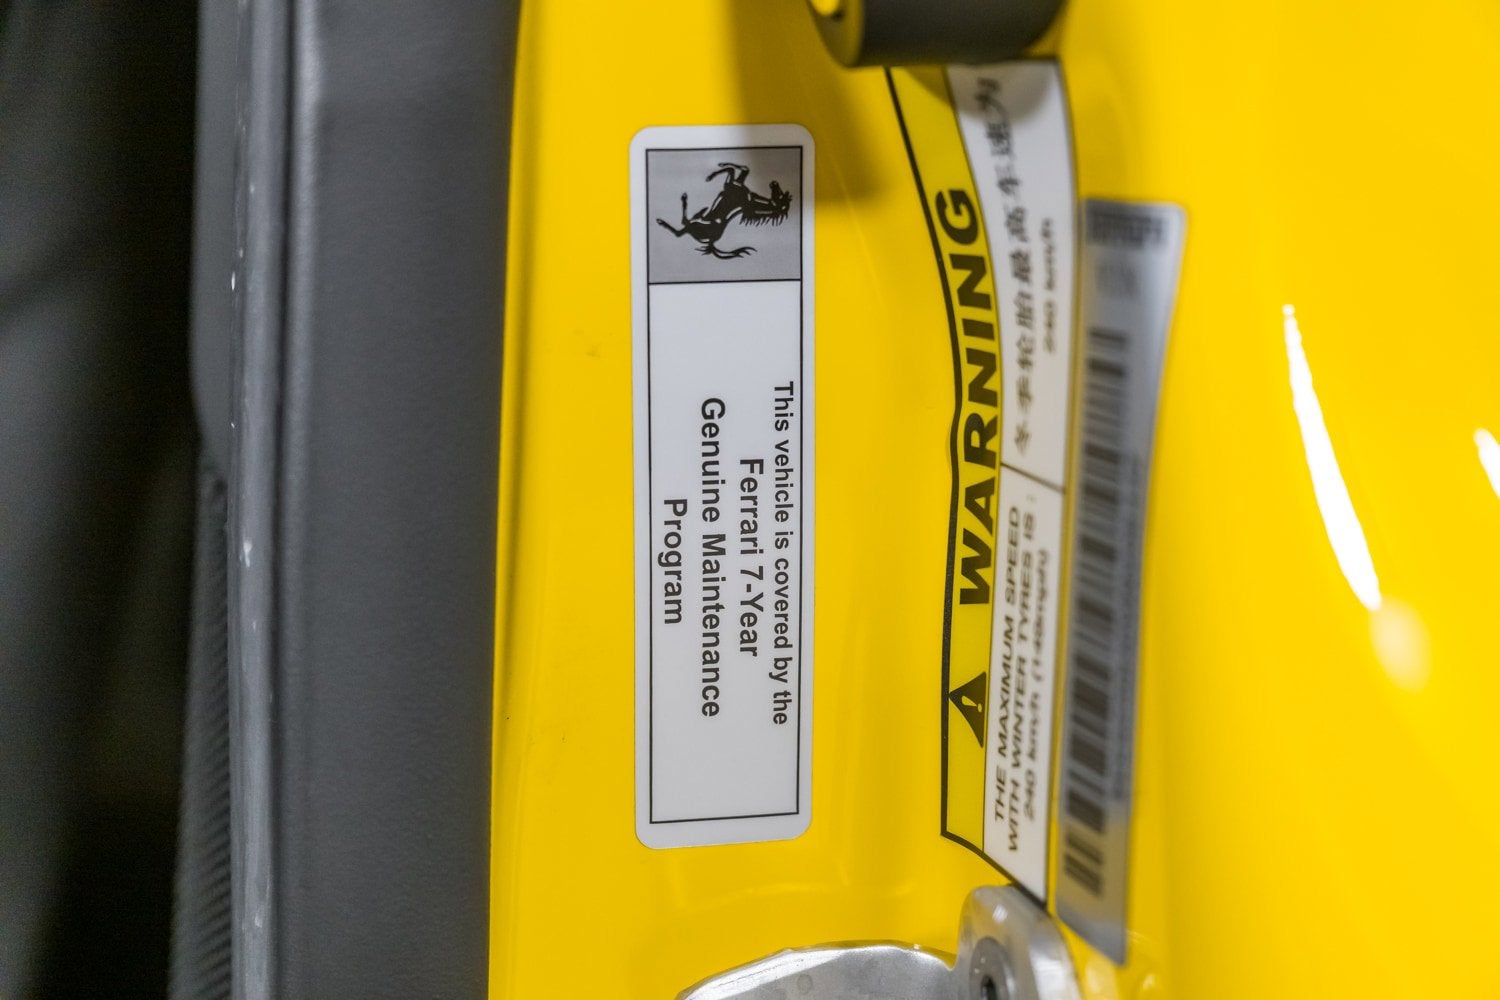 This vehicle is covered by the
Ferrari 7-Year
Genuine Maintenance
Program
WARNING
THE MAXIMUM SPEED
WITH WINTER TYRES IS :
240 km/h (149mph)
冬季轮胎最高车速为
240 km/h